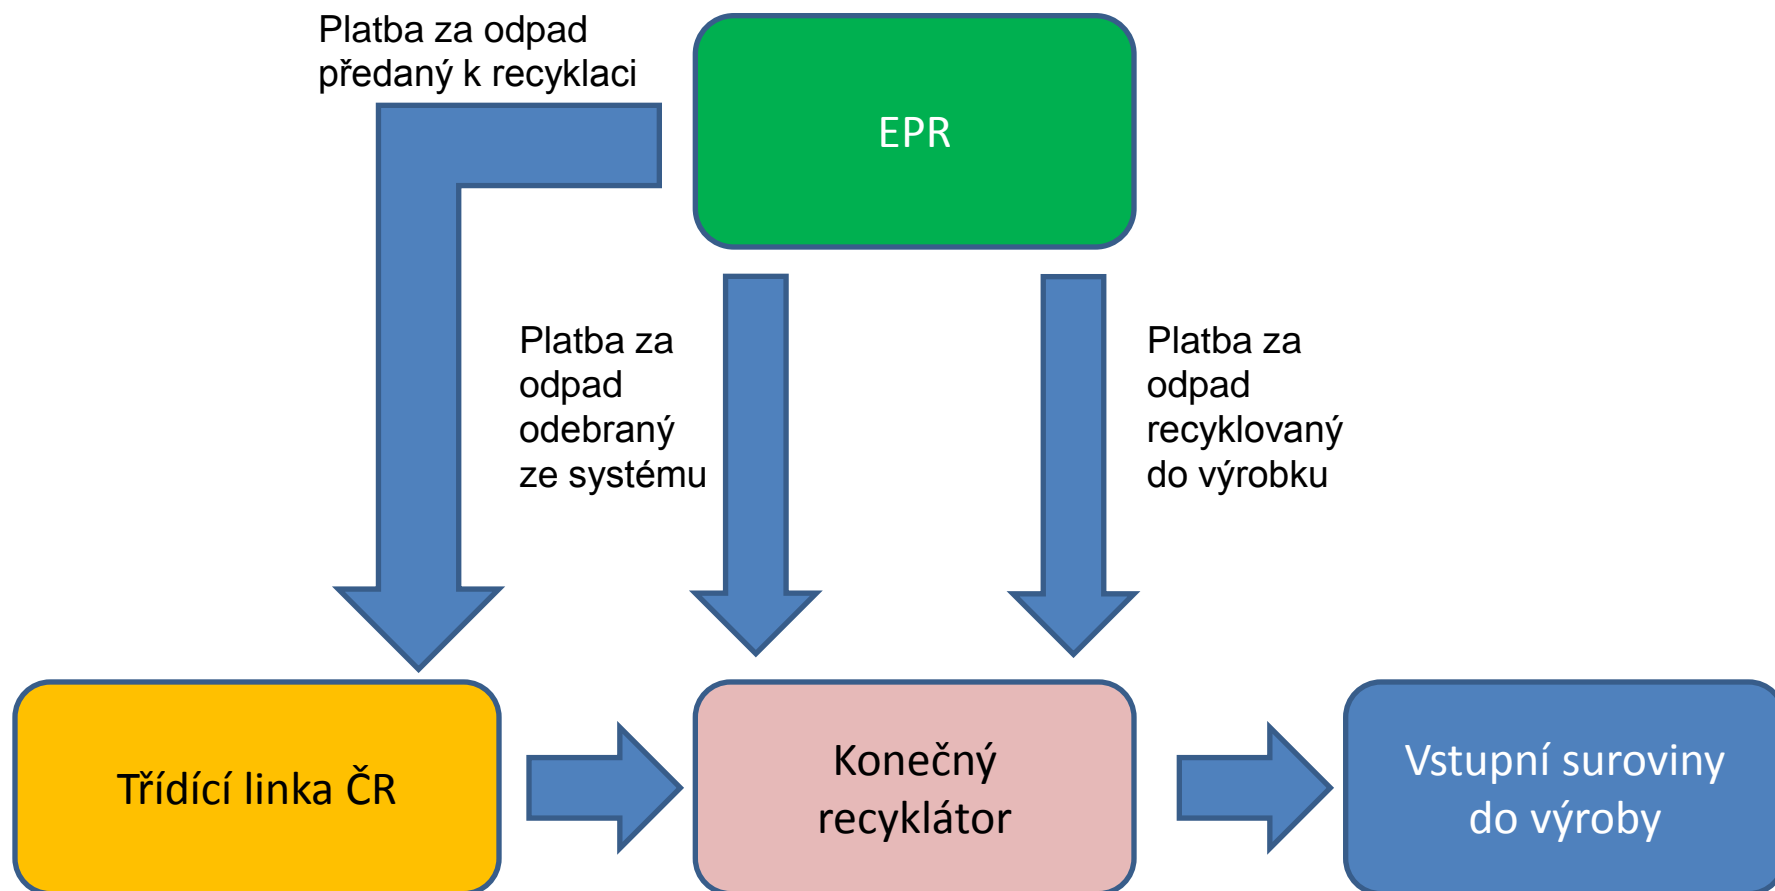 Platba za odpad
předaný k recyklaci
EPR
Platba za
odpad
odebraný
ze systému
Platba za
odpad
recyklovaný
do výrobku
Třídící linka ČR
Konečný
recyklátor
Vstupní suroviny
do výroby